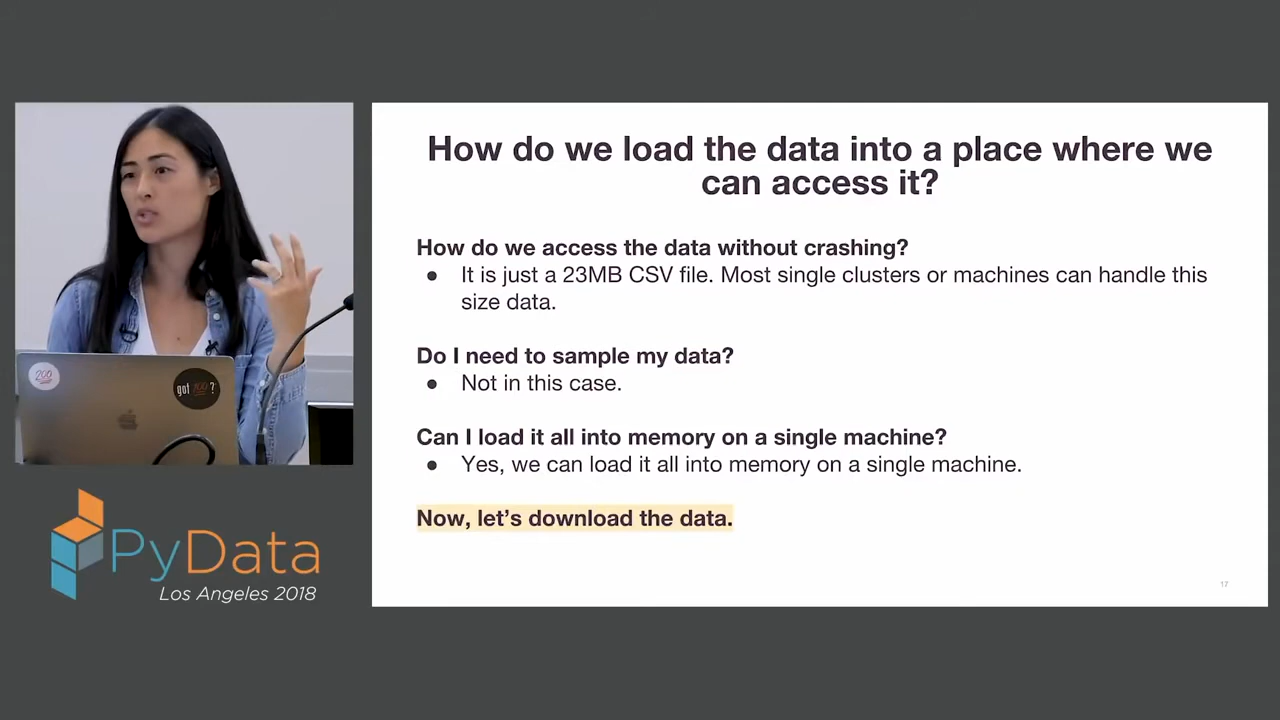 How do we load the data into a place where we
can access it?
How do we access the data without crashing?
● It is just a 23MB CSV file. Most single clusters or machines can handle this
size data.
Do I need to sample my data?
● Not in this case.
Can I load it all into memory on a single machine?
● Yes, we can load it all into memory on a single machine.
Now, let's download the data.
17
200
got 100 ?
PyData
Los Angeles 2018